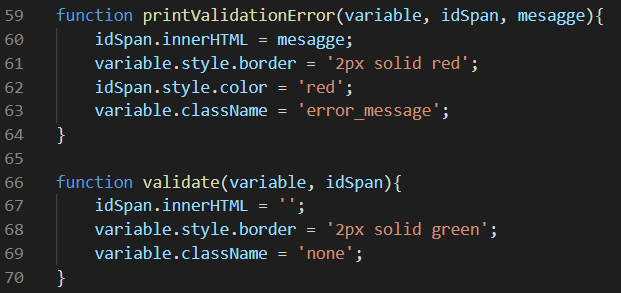 59 function printValidationError(variable, idSpan, mesagge){
60 idSpan.innerHTML = mesagge;
61 variable.style.border = '2px solid red';
62 idSpan.style.color = 'red';
63 variable.className = 'error_message';
64 }
65
66 function validate(variable, idSpan){
67 idSpan.innerHTML = '';
68 variable.style.border = '2px solid green';
69 variable.className = 'none';
70 }